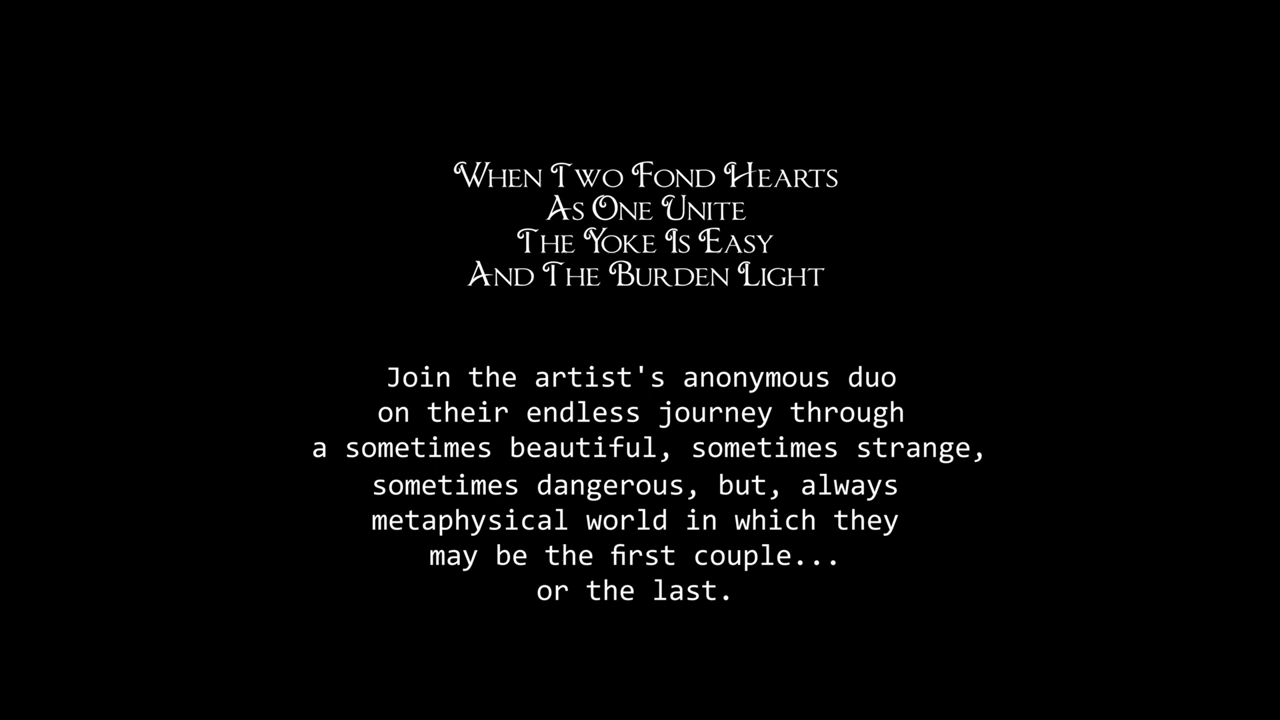 When Two Fond Hearts
As One Unite
The Yoke Is Easy
And The Burden Light
Join the artist's anonymous duo
on their endless journey through
a sometimes beautiful, sometimes strange,
sometimes dangerous, but, always
metaphysical world in which they
may be the first couple...
or the last.